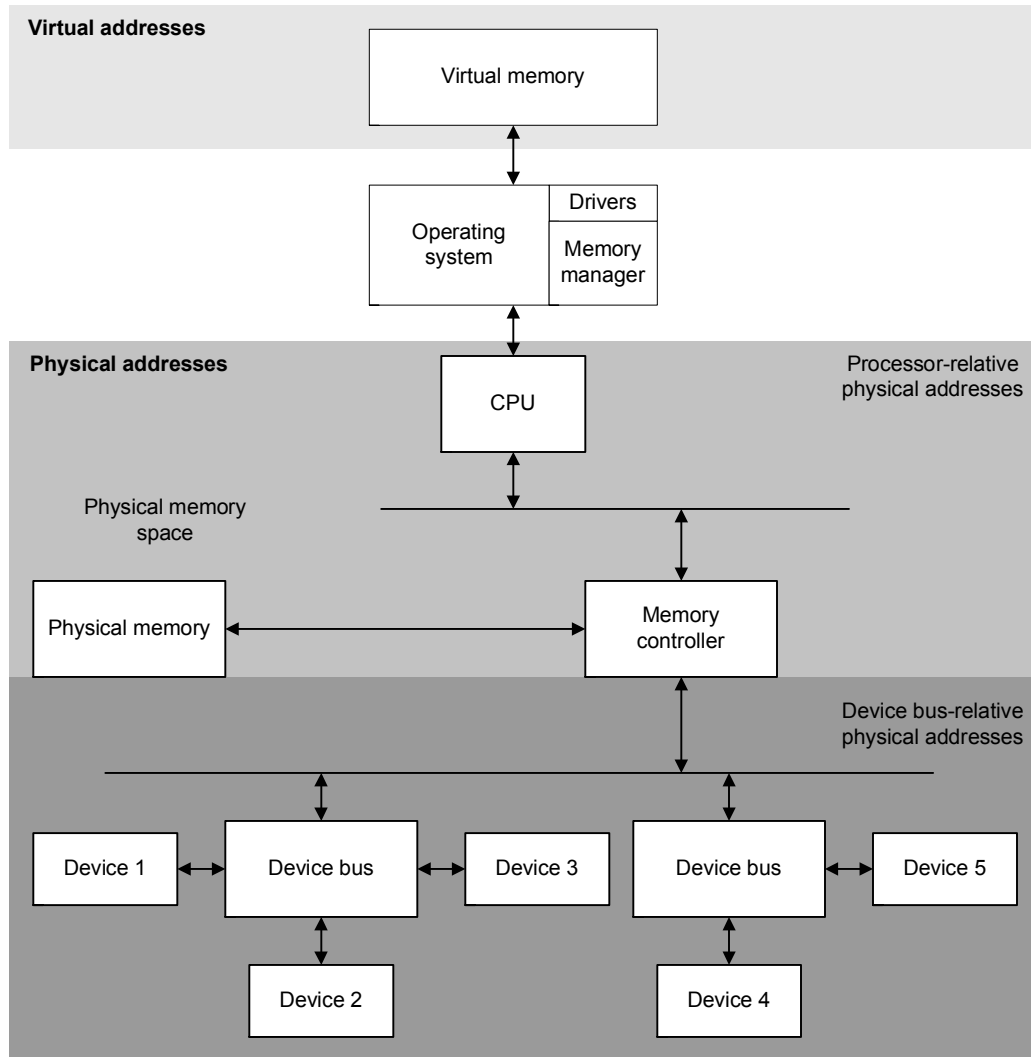 Virtual addresses
Virtual memory
Operating
system
Drivers
Memory
manager
Physical addresses
Processor-relative
physical addresses
CPU
Physical memory
space
Physical memory
Memory
controller
Device bus-relative
physical addresses
Device 1
Device bus
Device 3
Device bus
Device 5
Device 2
Device 4